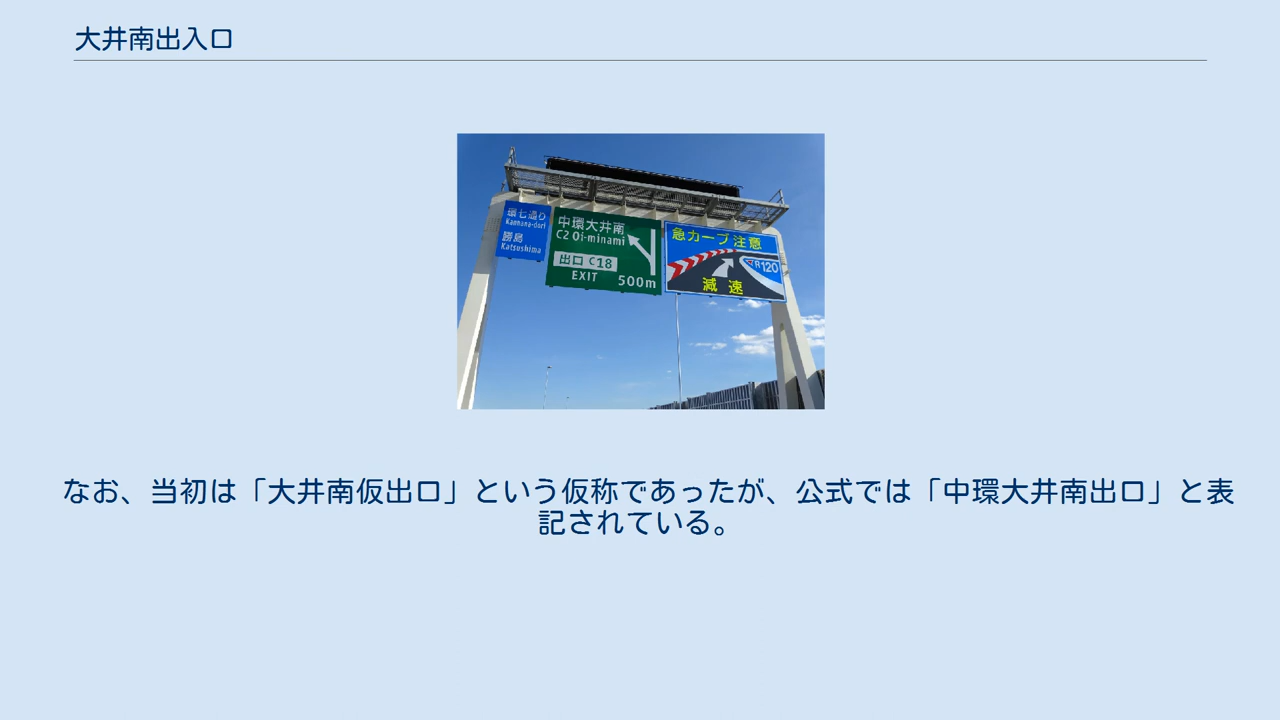 大井南出入口
環七通り
Kannana-dori
勝島
Katsushima
中環大井南
C2 Oi-minami
出口 C18
EXIT 500m
急カーブ注意
R120
減速
なお、当初は「大井南仮出口」という仮称であったが、公式では「中環大井南出口」と表
記されている。